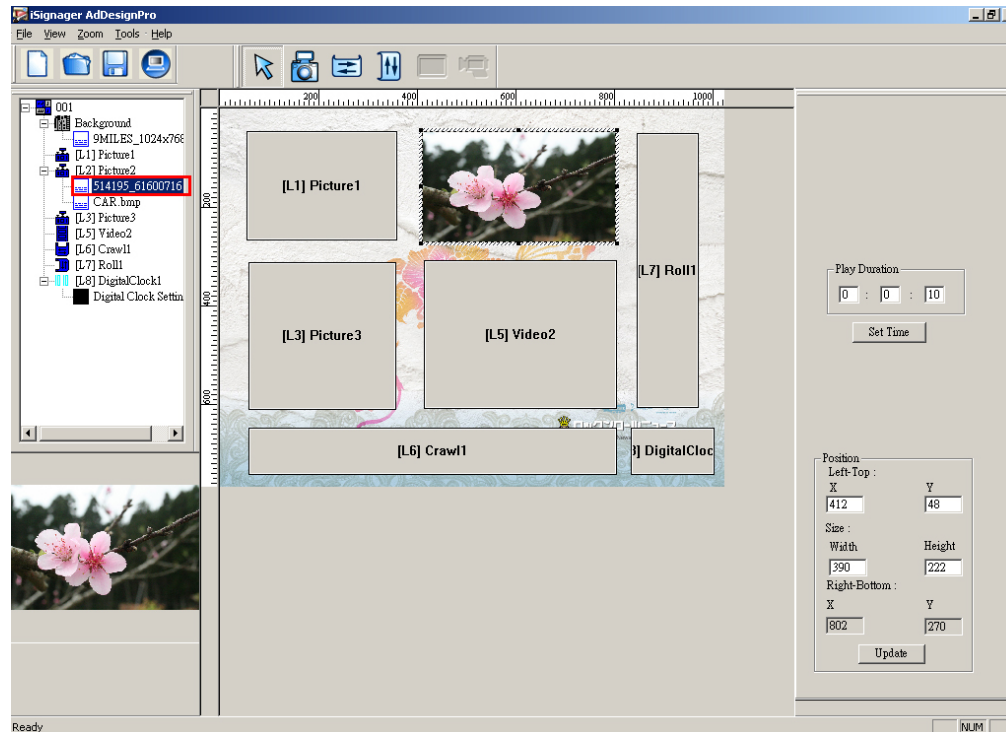 iSignager AdDesignPro
File View Zoom Tools Help
200 400 600 800 1000
200
400
600
001
Background
9MILES_1024x768
[L1] Picture1
[L2] Picture2
514195_61600716
CAR.bmp
[L3] Picture3
[L5] Video2
[L6] Crawl1
[L7] Roll1
[L8] DigitalClock1
Digital Clock Settin
[L1] Picture1
[L7] Roll1
[L3] Picture3
[L5] Video2
[L6] Crawl1
] DigitalCloc
Play Duration
0 : 0 : 10
Set Time
Position
Left-Top :
X Y
412 48
Size :
Width Height
390 222
Right-Bottom :
X Y
802 270
Update
Ready
NUM